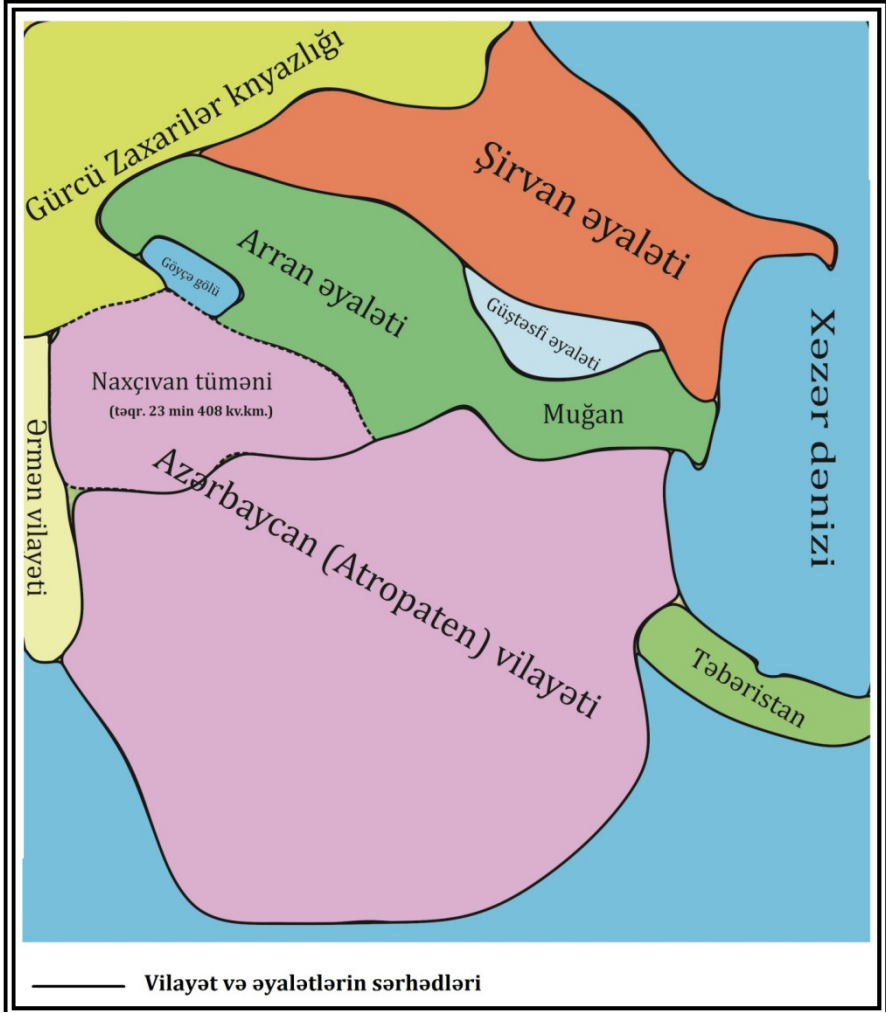 Gürcü Zaxarilər knyazlığı
Şirvan əyaləti
Arran əyaləti
Göyçə gölü
Güştəsfi əyaləti
Xəzər dənizi
Naxçıvan tüməni
(təqr. 23 min 408 kv.km.)
Muğan
Ərmən vilayəti
Azərbaycan (Atropaten) vilayəti
Təbəristan
Vilayət və əyalətlərin sərhədləri